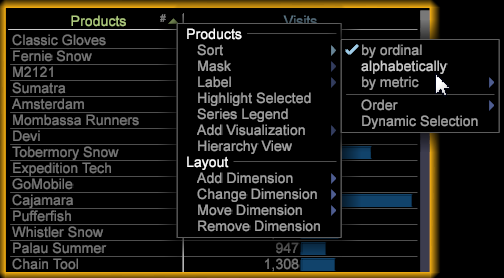 Products # Visits
Classic Gloves
Fernie Snow
M2121
Sumatra
Amsterdam
Mombassa Runners
Devi
Tobermory Snow
Expedition Tech
GoMobile
Cajamara
Pufferfish
Whistler Snow
Palau Summer 947
Chain Tool 1,308
Products
Sort
Mask
Label
Highlight Selected
Series Legend
Add Visualization
Hierarchy View
Layout
Add Dimension
Change Dimension
Move Dimension
Remove Dimension
by ordinal
alphabetically
by metric
Order
Dynamic Selection